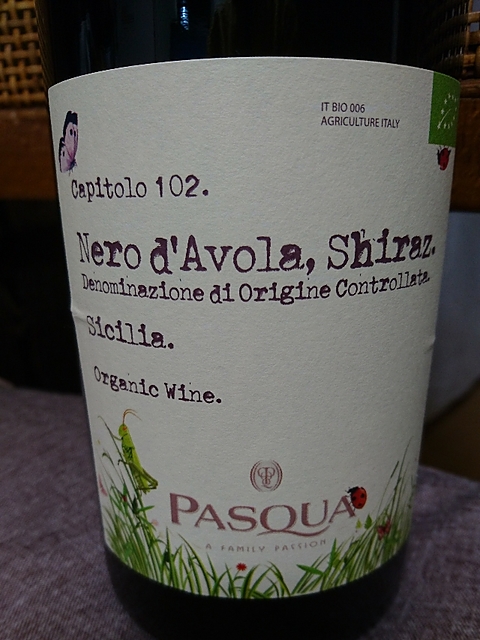 IT BIO 006
AGRICULTURE ITALY
Capitolo 102.
Nero d'Avola, Shiraz.
Denominazione di Origine Controllata.
Sicilia.
Organic Wine.
PASQUA
A FAMILY PASSION